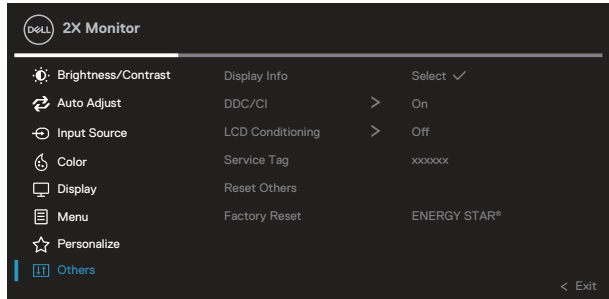 DELL 2X Monitor
Brightness/Contrast Display Info Select ✓
Auto Adjust DDC/CI > On
Input Source LCD Conditioning > Off
Color Service Tag xxxxxx
Display Reset Others
Menu Factory Reset ENERGY STAR®
Personalize
Others
< Exit